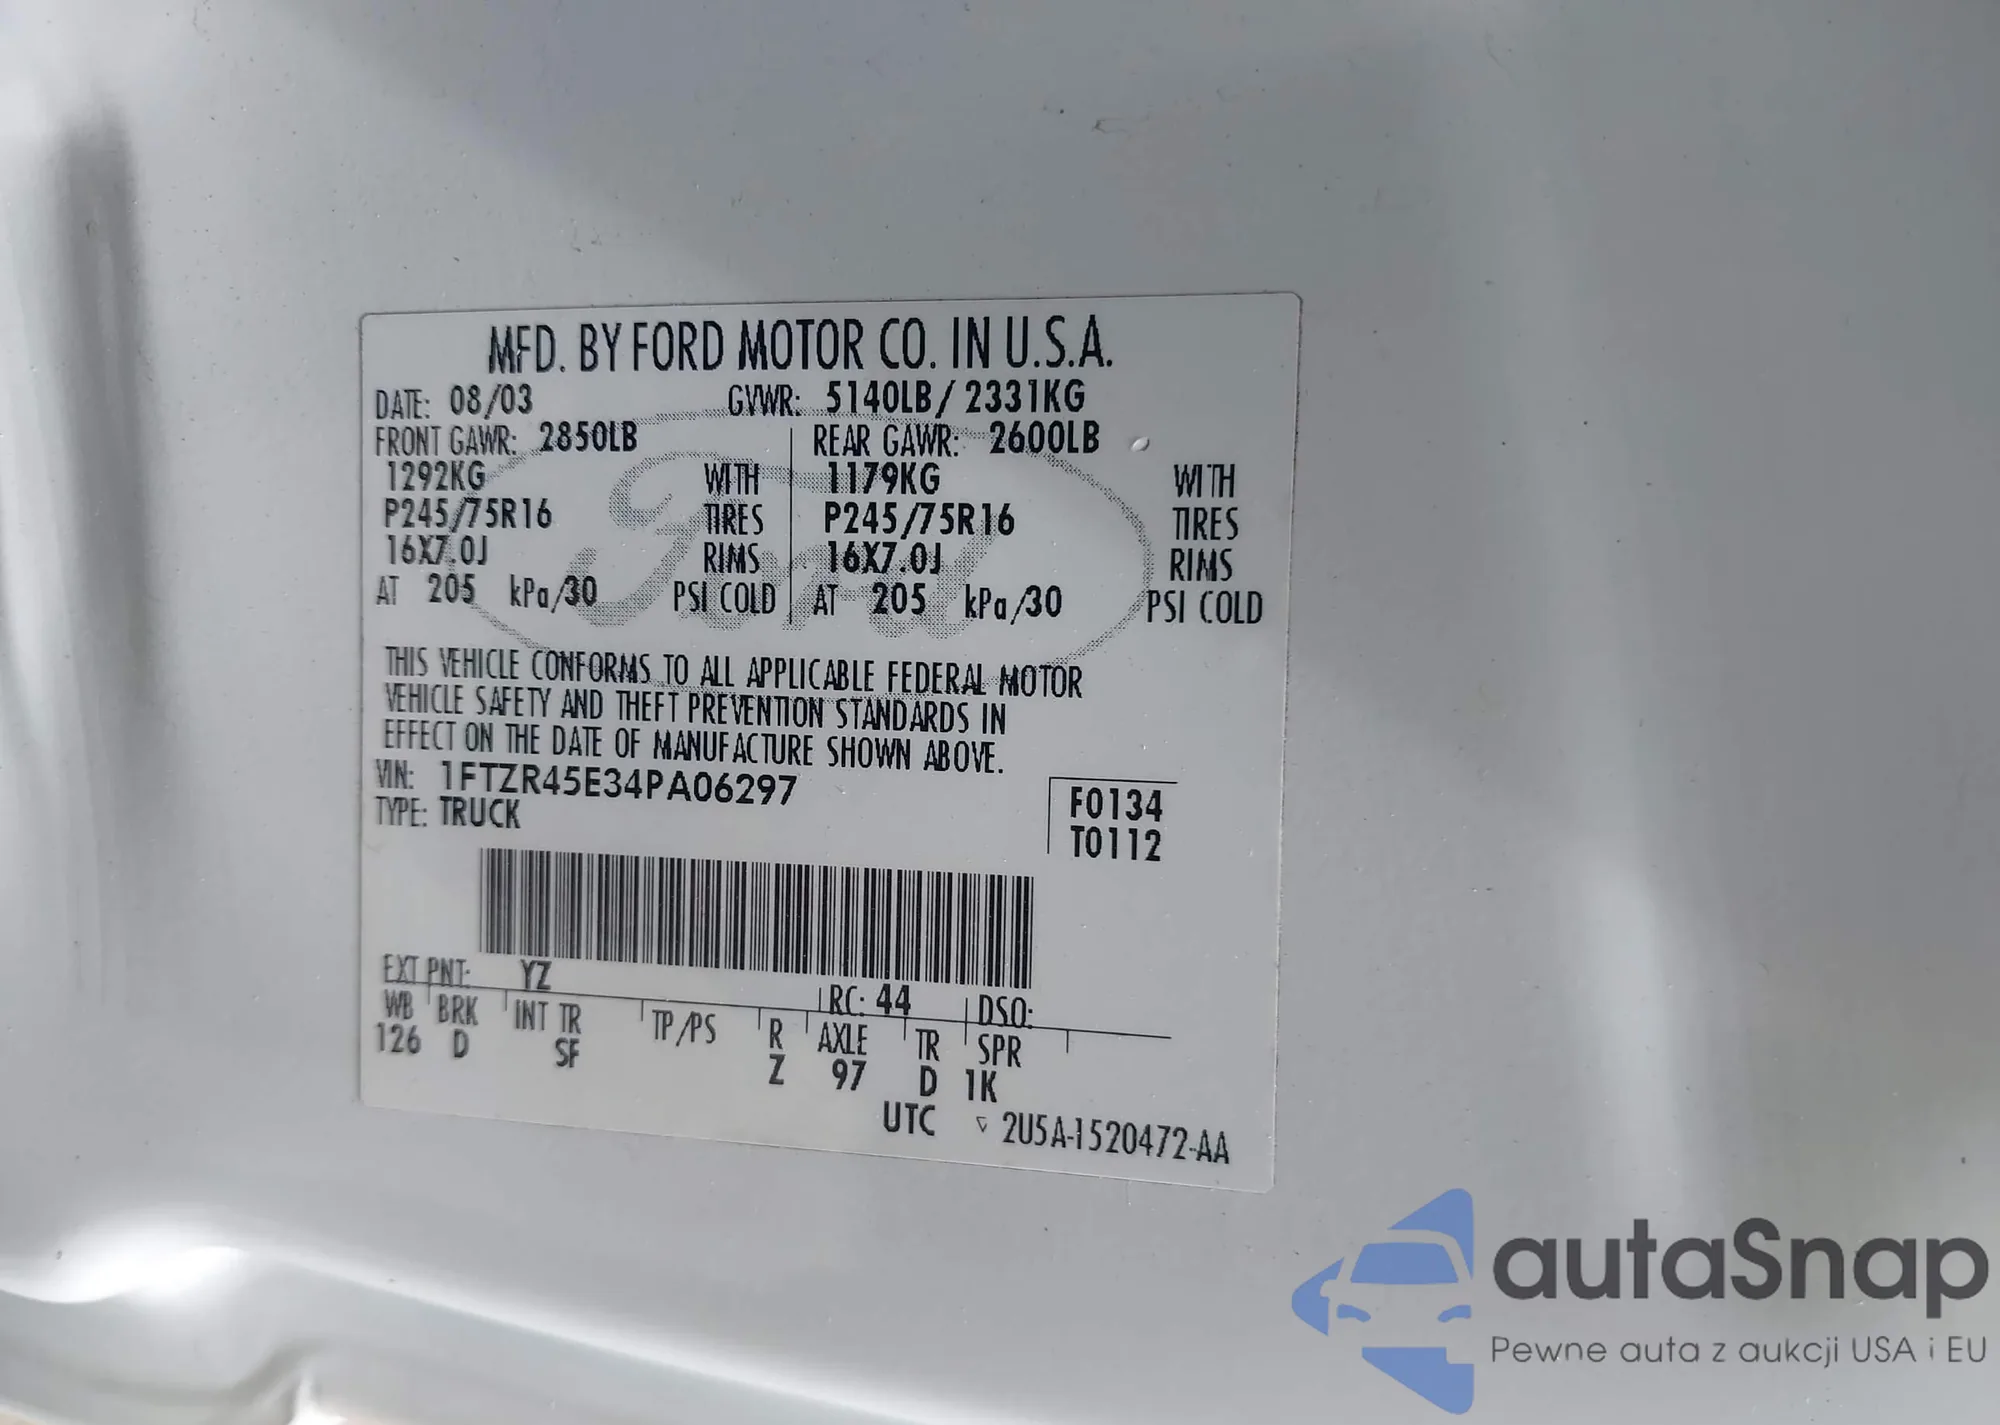 MFD. BY FORD MOTOR CO. IN U.S.A.
DATE: 08/03 GVWR: 5140LB / 2331KG
FRONT GAWR: 2850LB REAR GAWR: 2600LB
1292KG WITH 1179KG WITH
P245/75R16 TIRES P245/75R16 TIRES
16X7.0J RIMS 16X7.0J RIMS
AT 205 kPa/30 PSI COLD AT 205 kPa/30 PSI COLD
Ford
THIS VEHICLE CONFORMS TO ALL APPLICABLE FEDERAL MOTOR
VEHICLE SAFETY AND THEFT PREVENTION STANDARDS IN
EFFECT ON THE DATE OF MANUFACTURE SHOWN ABOVE.
VIN: 1FTZR45E34PA06297
TYPE: TRUCK
F0134
T0112
EXT PNT: YZ RC: 44 DSO:
WB BRK INT TR TP/PS R AXLE TR SPR
126 D SF Z 97 D 1K
UTC ▽ 2U5A-1520472-AA
autaSnap
Pewne auta z aukcji USA i EU